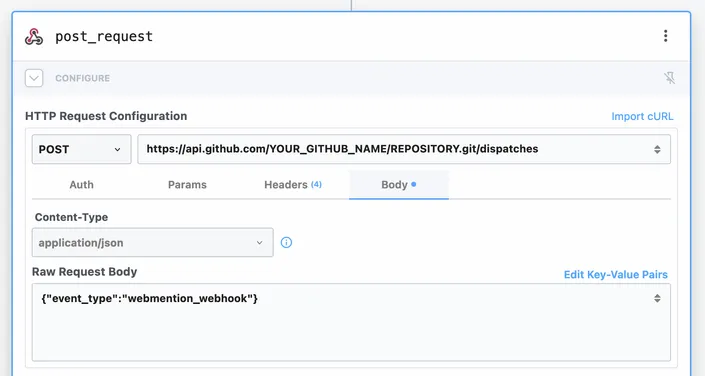 post_request
CONFIGURE
HTTP Request Configuration Import cURL
POST https://api.github.com/YOUR_GITHUB_NAME/REPOSITORY.git/dispatches
Auth Params Headers (4) Body
Content-Type
application/json
Raw Request Body Edit Key-Value Pairs
{"event_type":"webmention_webhook"}